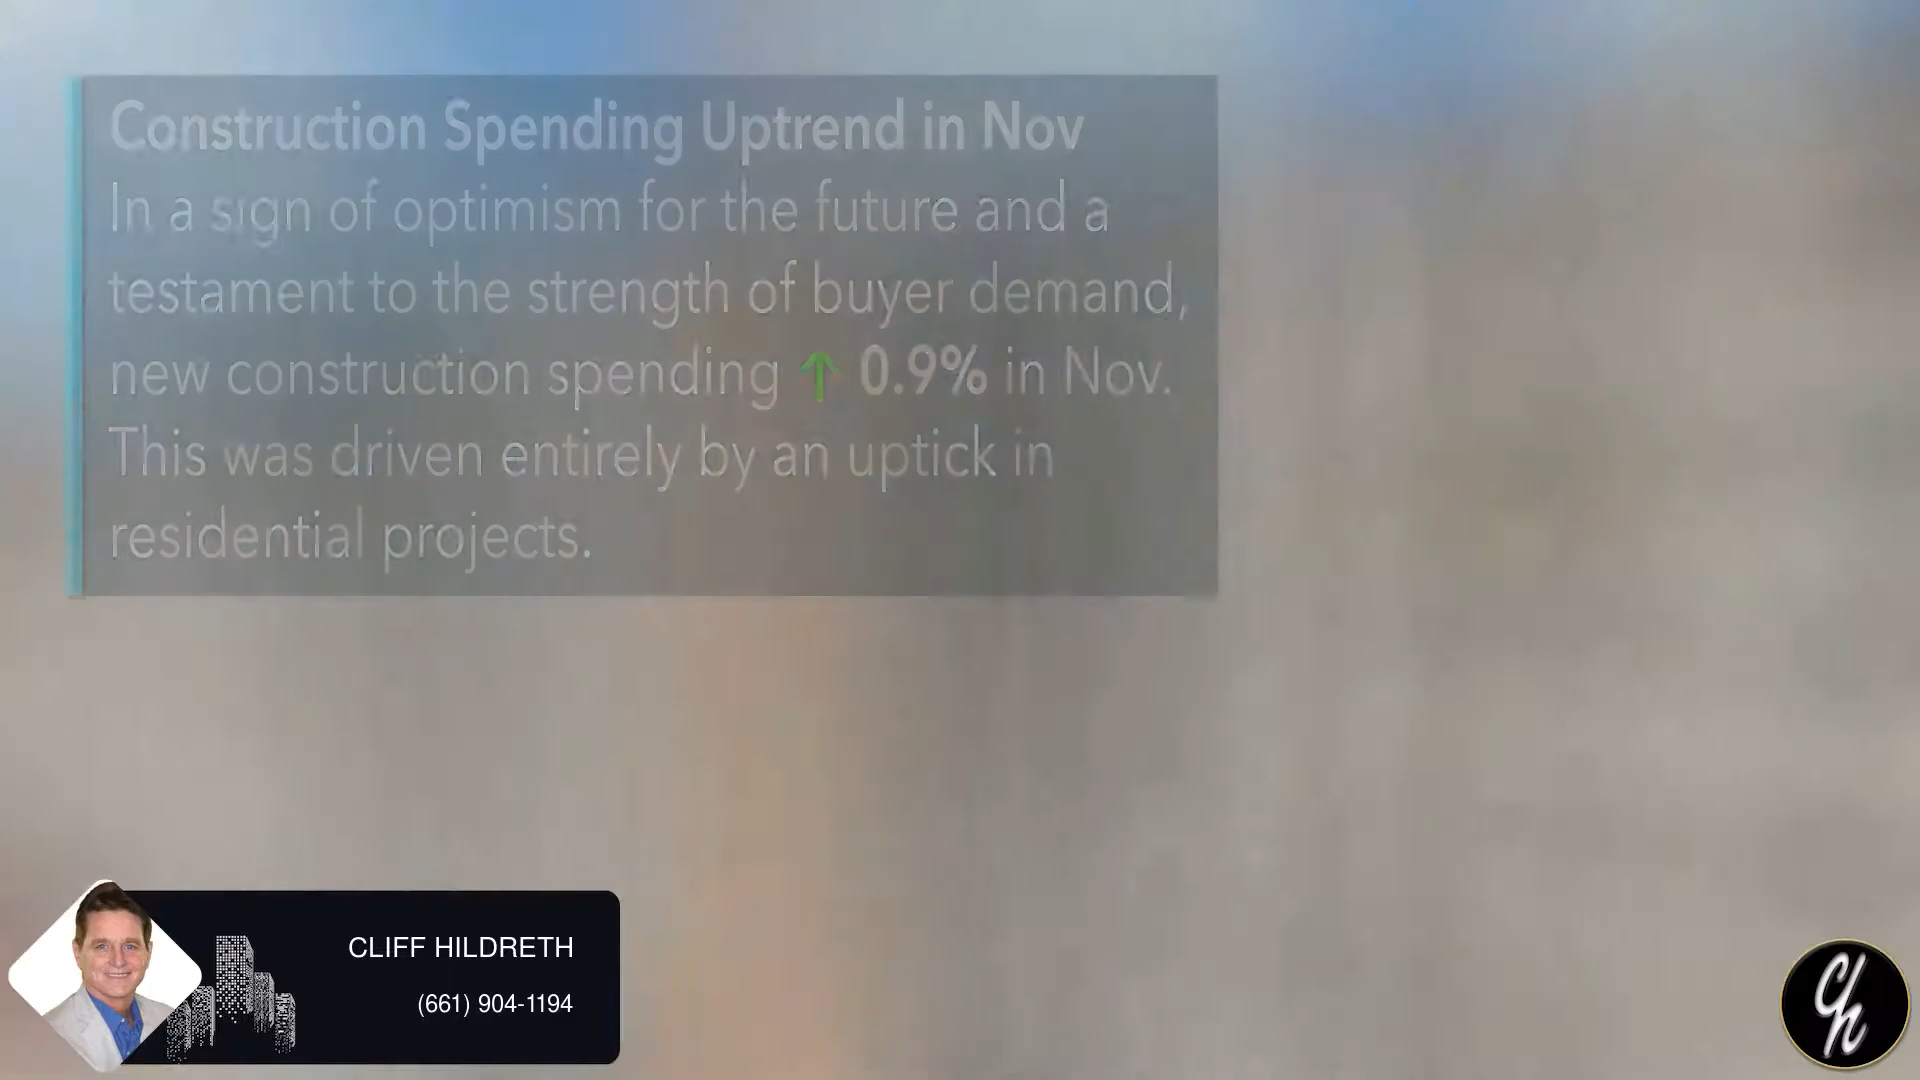 Construction Spending Uptrend in Nov
In a sign of optimism for the future and a
testament to the strength of buyer demand,
new construction spending ↑ 0.9% in Nov.
This was driven entirely by an uptick in
residential projects.
CLIFF HILDRETH
(661) 904-1194
ch